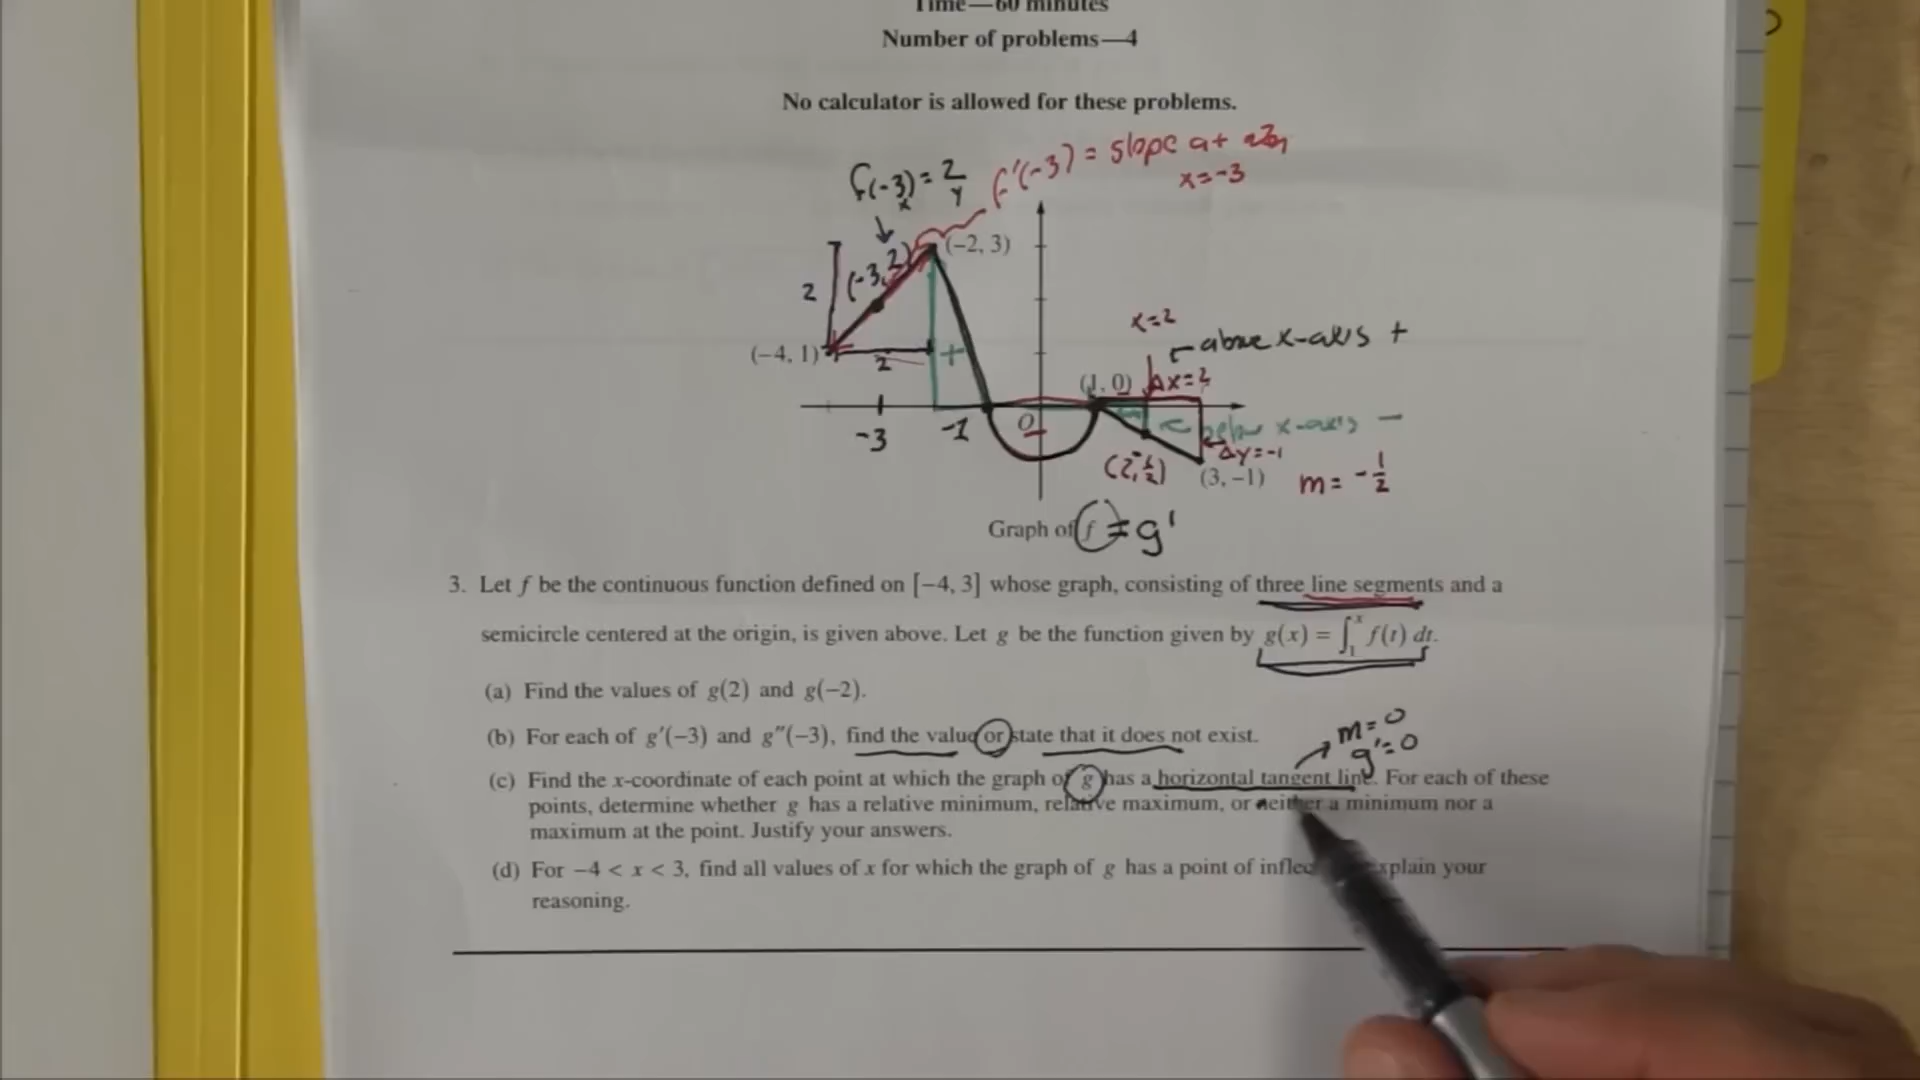 Time—60 minutes
Number of problems—4
No calculator is allowed for these problems.
f(-3) = 2
x y
f'(-3) = slope at
x=-3
(-3, 2)
(−2, 3)
2
(−4, 1)
2
+
x=2
above x-axis +
(1, 0)
Δx=2
-3
-1
O
below x-axis −
Δy=-1
(2, -1/2)
(3, −1)
m= -1/2
Graph of f = g'
3. Let f be the continuous function defined on [−4, 3] whose graph, consisting of three line segments and a
semicircle centered at the origin, is given above. Let g be the function given by g(x) = ∫₁ˣ f(t) dt.
(a) Find the values of g(2) and g(−2).
(b) For each of g′(−3) and g″(−3), find the value or state that it does not exist.
m=0
g'=0
(c) Find the x-coordinate of each point at which the graph of g has a horizontal tangent line. For each of these
points, determine whether g has a relative minimum, relative maximum, or neither a minimum nor a
maximum at the point. Justify your answers.
(d) For −4 < x < 3, find all values of x for which the graph of g has a point of inflec xplain your
reasoning.